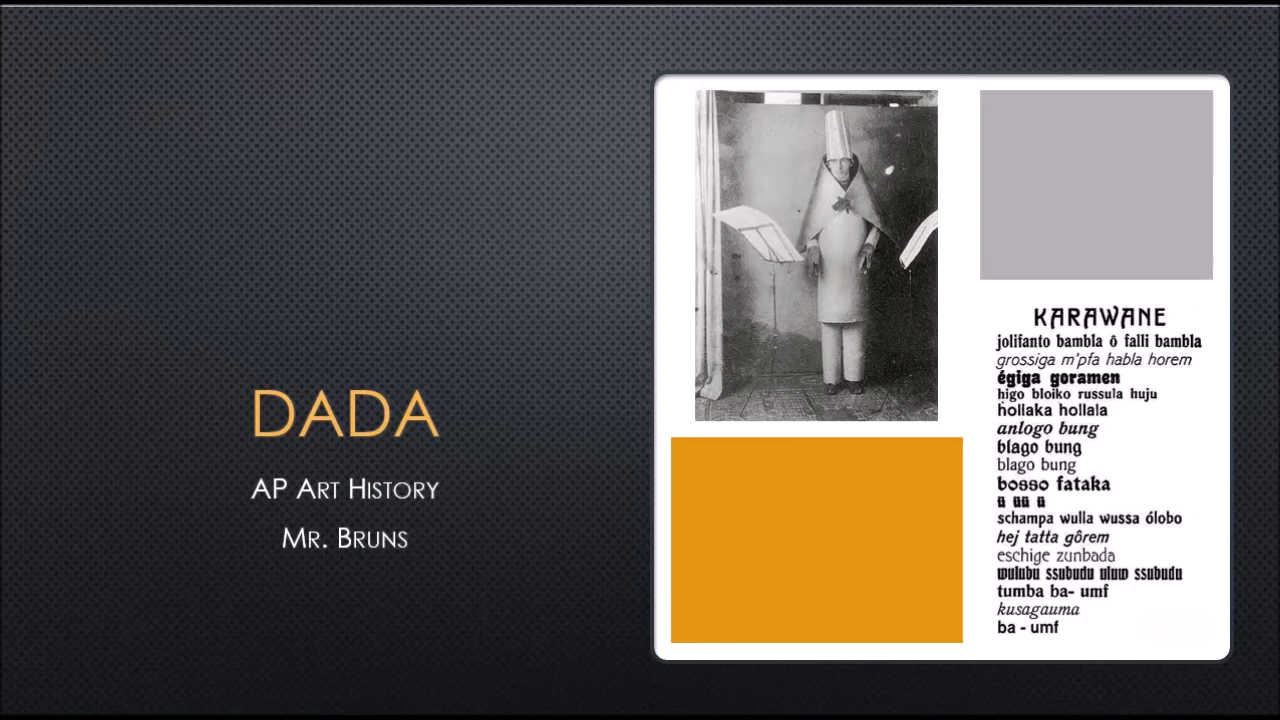 DADA
AP ART HISTORY
MR. BRUNS
KARAWANE
jolifanto bambla ô falli bambla
grossiga m'pfa habla horem
égiga goramen
higo bloiko russula huju
hollaka hollala
anlogo bung
blago bung
blago bung
bosso fataka
ü üü ü
schampa wulla wussa ólobo
hej tatta gôrem
eschige zunbada
wulubu ssubudu uluw ssubudu
tumba ba- umf
kusagauma
ba - umf